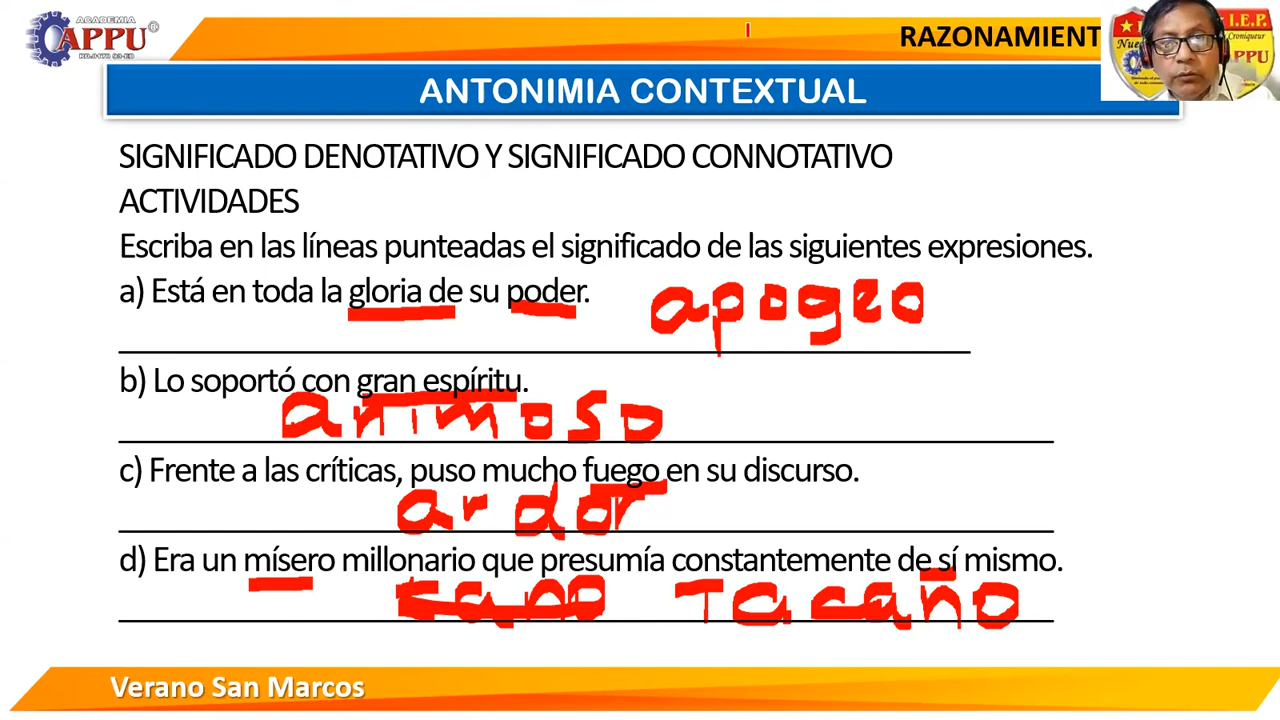 ACADEMIA
APPU®
RAZONAMIENT
I.E.P.
Croniqueur
APPU
ANTONIMIA CONTEXTUAL
SIGNIFICADO DENOTATIVO Y SIGNIFICADO CONNOTATIVO
ACTIVIDADES
Escriba en las líneas punteadas el significado de las siguientes expresiones.
a) Está en toda la gloria de su poder.
apogeo
b) Lo soportó con gran espíritu.
animoso
c) Frente a las críticas, puso mucho fuego en su discurso.
ardor
d) Era un mísero millonario que presumía constantemente de sí mismo.
Tacaño
Verano San Marcos